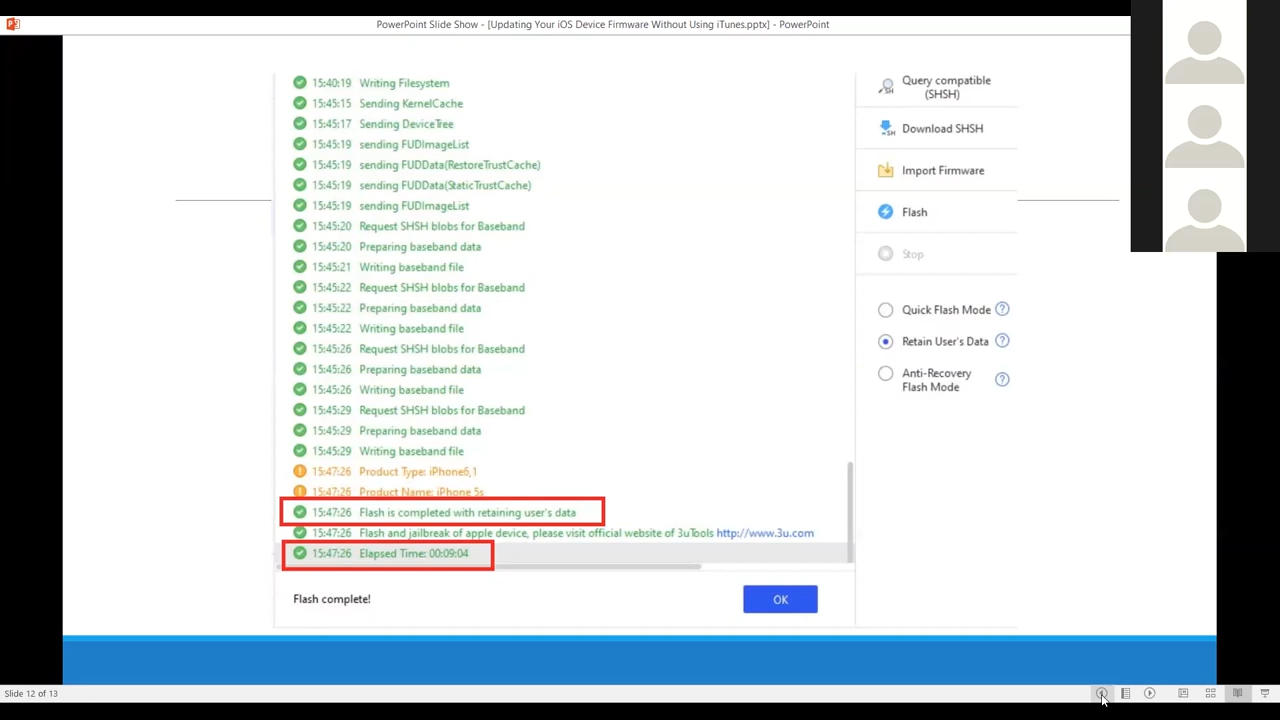 PowerPoint Slide Show - [Updating Your iOS Device Firmware Without Using iTunes.pptx] - PowerPoint
15:40:19 Writing Filesystem
15:45:15 Sending KernelCache
15:45:17 Sending DeviceTree
15:45:19 sending FUDImageList
15:45:19 sending FUDData(RestoreTrustCache)
15:45:19 sending FUDData(StaticTrustCache)
15:45:19 sending FUDImageList
15:45:20 Request SHSH blobs for Baseband
15:45:20 Preparing baseband data
15:45:21 Writing baseband file
15:45:22 Request SHSH blobs for Baseband
15:45:22 Preparing baseband data
15:45:22 Writing baseband file
15:45:26 Request SHSH blobs for Baseband
15:45:26 Preparing baseband data
15:45:26 Writing baseband file
15:45:29 Request SHSH blobs for Baseband
15:45:29 Preparing baseband data
15:45:29 Writing baseband file
15:47:26 Product Type: iPhone6,1
15:47:26 Product Name: iPhone 5s
15:47:26 Flash is completed with retaining user's data
15:47:26 Flash and jailbreak of apple device, please visit official website of 3uTools http://www.3u.com
15:47:26 Elapsed Time: 00:09:04
Flash complete!
OK
Query compatible
(SHSH)
Download SHSH
Import Firmware
Flash
Stop
Quick Flash Mode
Retain User's Data
Anti-Recovery
Flash Mode
Slide 12 of 13